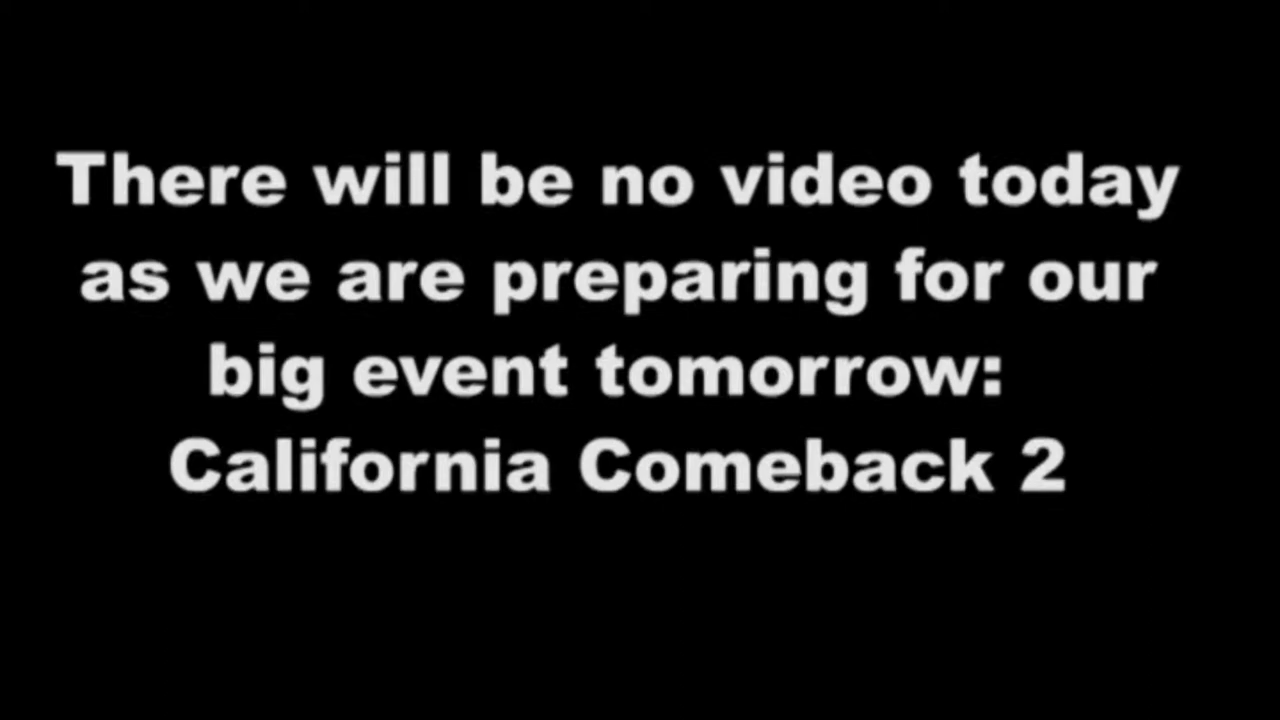 There will be no video today
as we are preparing for our
big event tomorrow:
California Comeback 2